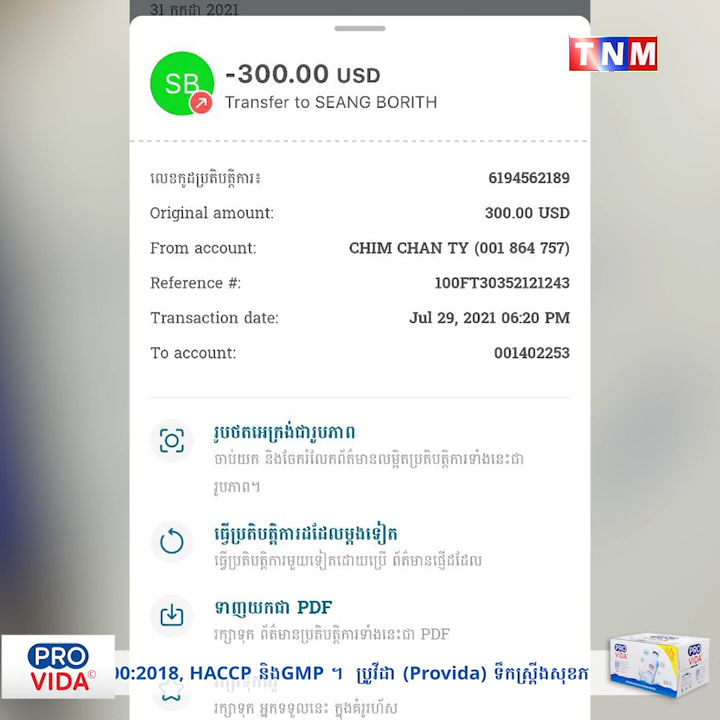 31 កក្កដា 2021
TNM
SB
-300.00 USD
Transfer to SEANG BORITH
លេខកូដប្រតិបត្តិការ៖ 6194562189
Original amount: 300.00 USD
From account: CHIM CHAN TY (001 864 757)
Reference #: 100FT30352121243
Transaction date: Jul 29, 2021 06:20 PM
To account: 001402253
រូបថតអេក្រង់ជារូបភាព
ចាប់យក និងចែករំលែកព័ត៌មានលម្អិតប្រតិបត្តិការទាំងនេះជា
រូបភាព។
ធ្វើប្រតិបត្តិការដដែលម្តងទៀត
ធ្វើប្រតិបត្តិការមួយទៀតដោយប្រើ ព័ត៌មានផ្ញើដដែល
ទាញយកជា PDF
រក្សាទុក ព័ត៌មានប្រតិបត្តិការទាំងនេះជា PDF
PRO
VIDA©
00:2018, HACCP និងGMP ។ ប្រូវីដា (Provida) ទឹកស្ត្រីងសុខភ
រក្សាទុក អ្នកទទួលនេះ ក្នុងគំរូរហ័ស